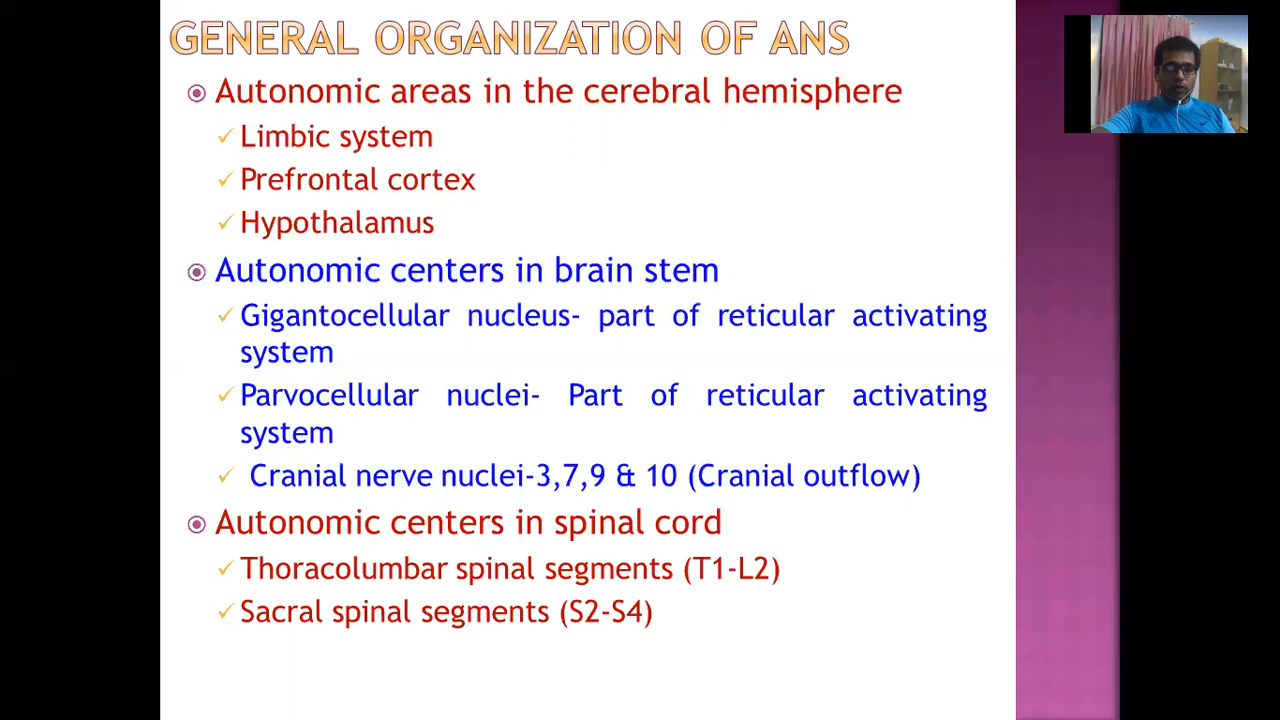 GENERAL ORGANIZATION OF ANS
Autonomic areas in the cerebral hemisphere
Limbic system
Prefrontal cortex
Hypothalamus
Autonomic centers in brain stem
Gigantocellular nucleus- part of reticular activating
system
Parvocellular nuclei- Part of reticular activating
system
Cranial nerve nuclei-3,7,9 & 10 (Cranial outflow)
Autonomic centers in spinal cord
Thoracolumbar spinal segments (T1-L2)
Sacral spinal segments (S2-S4)